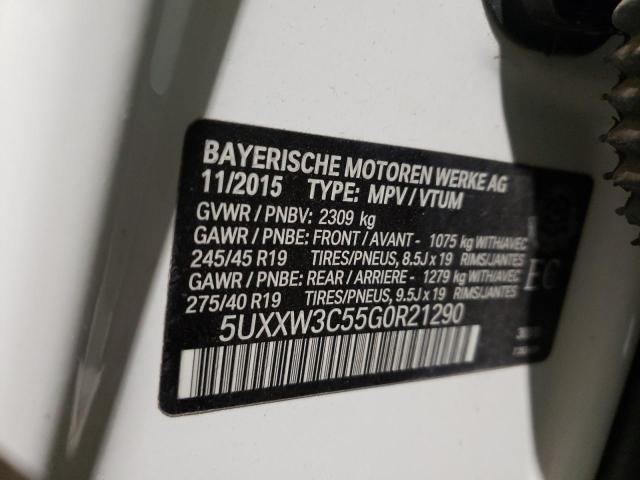 BAYERISCHE MOTOREN WERKE AG
11/2015 TYPE: MPV / VTUM
GVWR / PNBV: 2309 kg
GAWR / PNBE: FRONT / AVANT - 1075 kg WITH/AVEC
245/45 R19 TIRES/PNEUS, 8.5J x 19 RIMS/JANTES
GAWR / PNBE: REAR / ARRIERE - 1279 kg WITH/AVEC
275/40 R19 TIRES/PNEUS, 9.5J x 19 RIMS/JANTES
EC
5UXXW3C55G0R21290